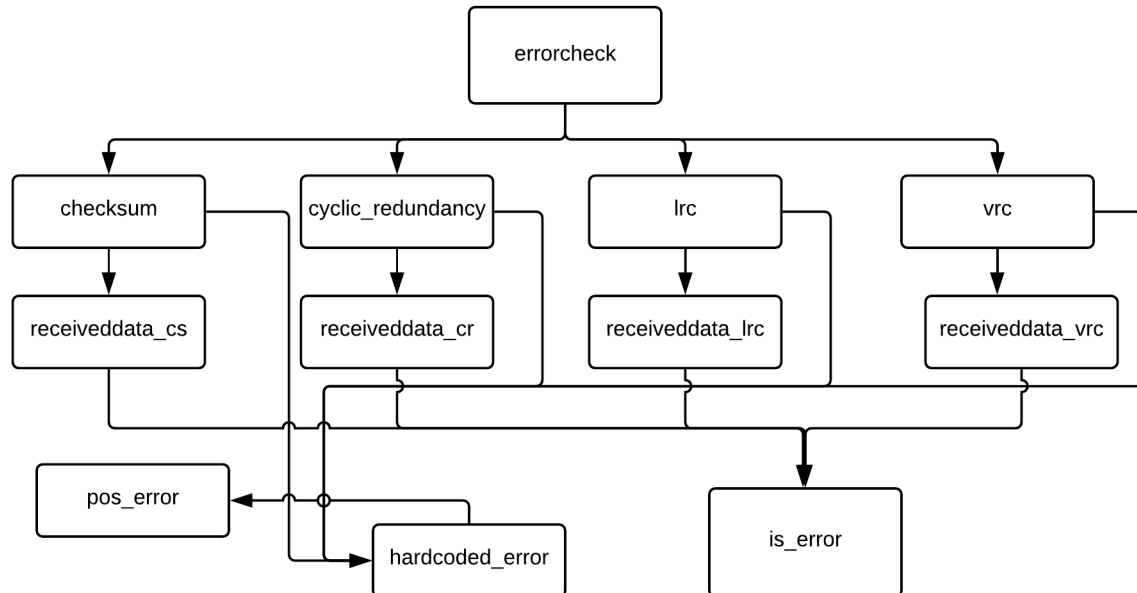 errorcheck
checksum
cyclic_redundancy
lrc
vrc
receiveddata_cs
receiveddata_cr
receiveddata_lrc
receiveddata_vrc
pos_error
hardcoded_error
is_error